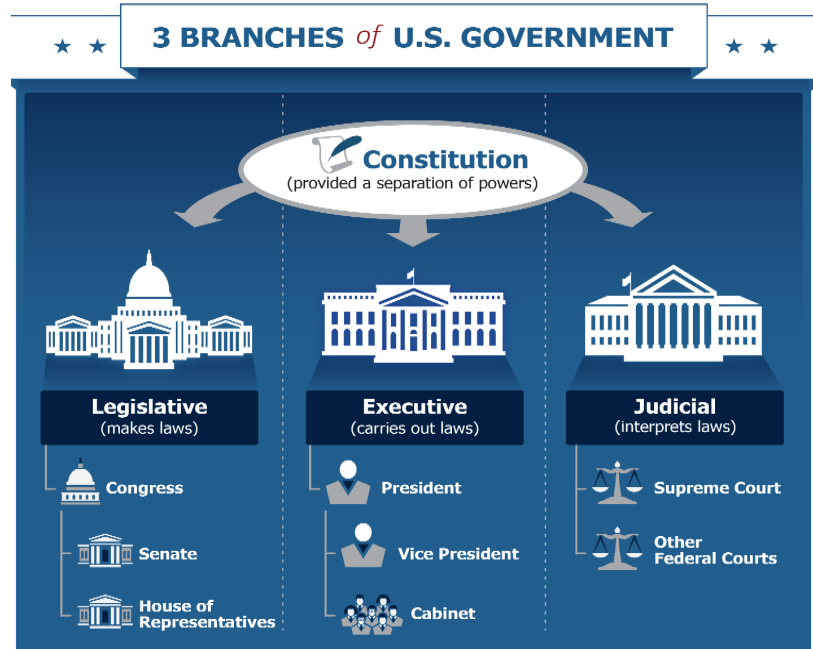 3 BRANCHES of U.S. GOVERNMENT
Constitution
(provided a separation of powers)
Legislative
(makes laws)
Congress
Senate
House of
Representatives
Executive
(carries out laws)
President
Vice President
Cabinet
Judicial
(interprets laws)
Supreme Court
Other
Federal Courts